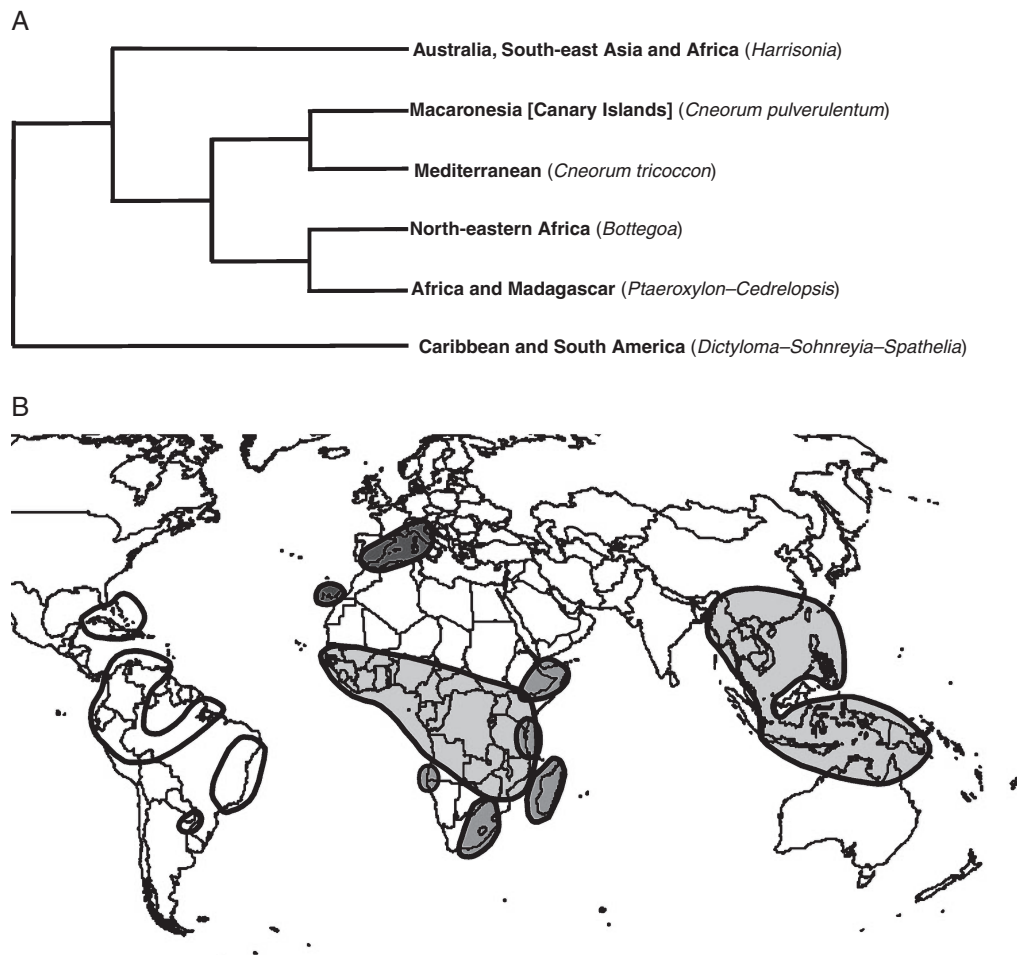 A
Australia, South-east Asia and Africa (Harrisonia)
Macaronesia [Canary Islands] (Cneorum pulverulentum)
Mediterranean (Cneorum tricoccon)
North-eastern Africa (Bottegoa)
Africa and Madagascar (Ptaeroxylon–Cedrelopsis)
Caribbean and South America (Dictyloma–Sohnreyia–Spathelia)
B